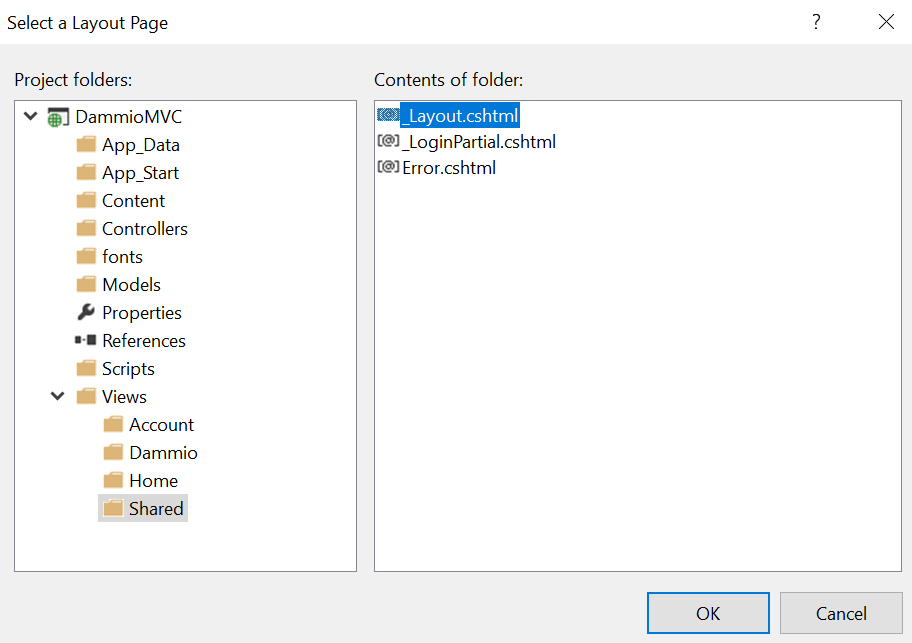 Select a Layout Page
?
Project folders:
Contents of folder:
DammioMVC
App_Data
App_Start
Content
Controllers
fonts
Models
Properties
References
Scripts
Views
Account
Dammio
Home
Shared
_Layout.cshtml
_LoginPartial.cshtml
Error.cshtml
OK
Cancel